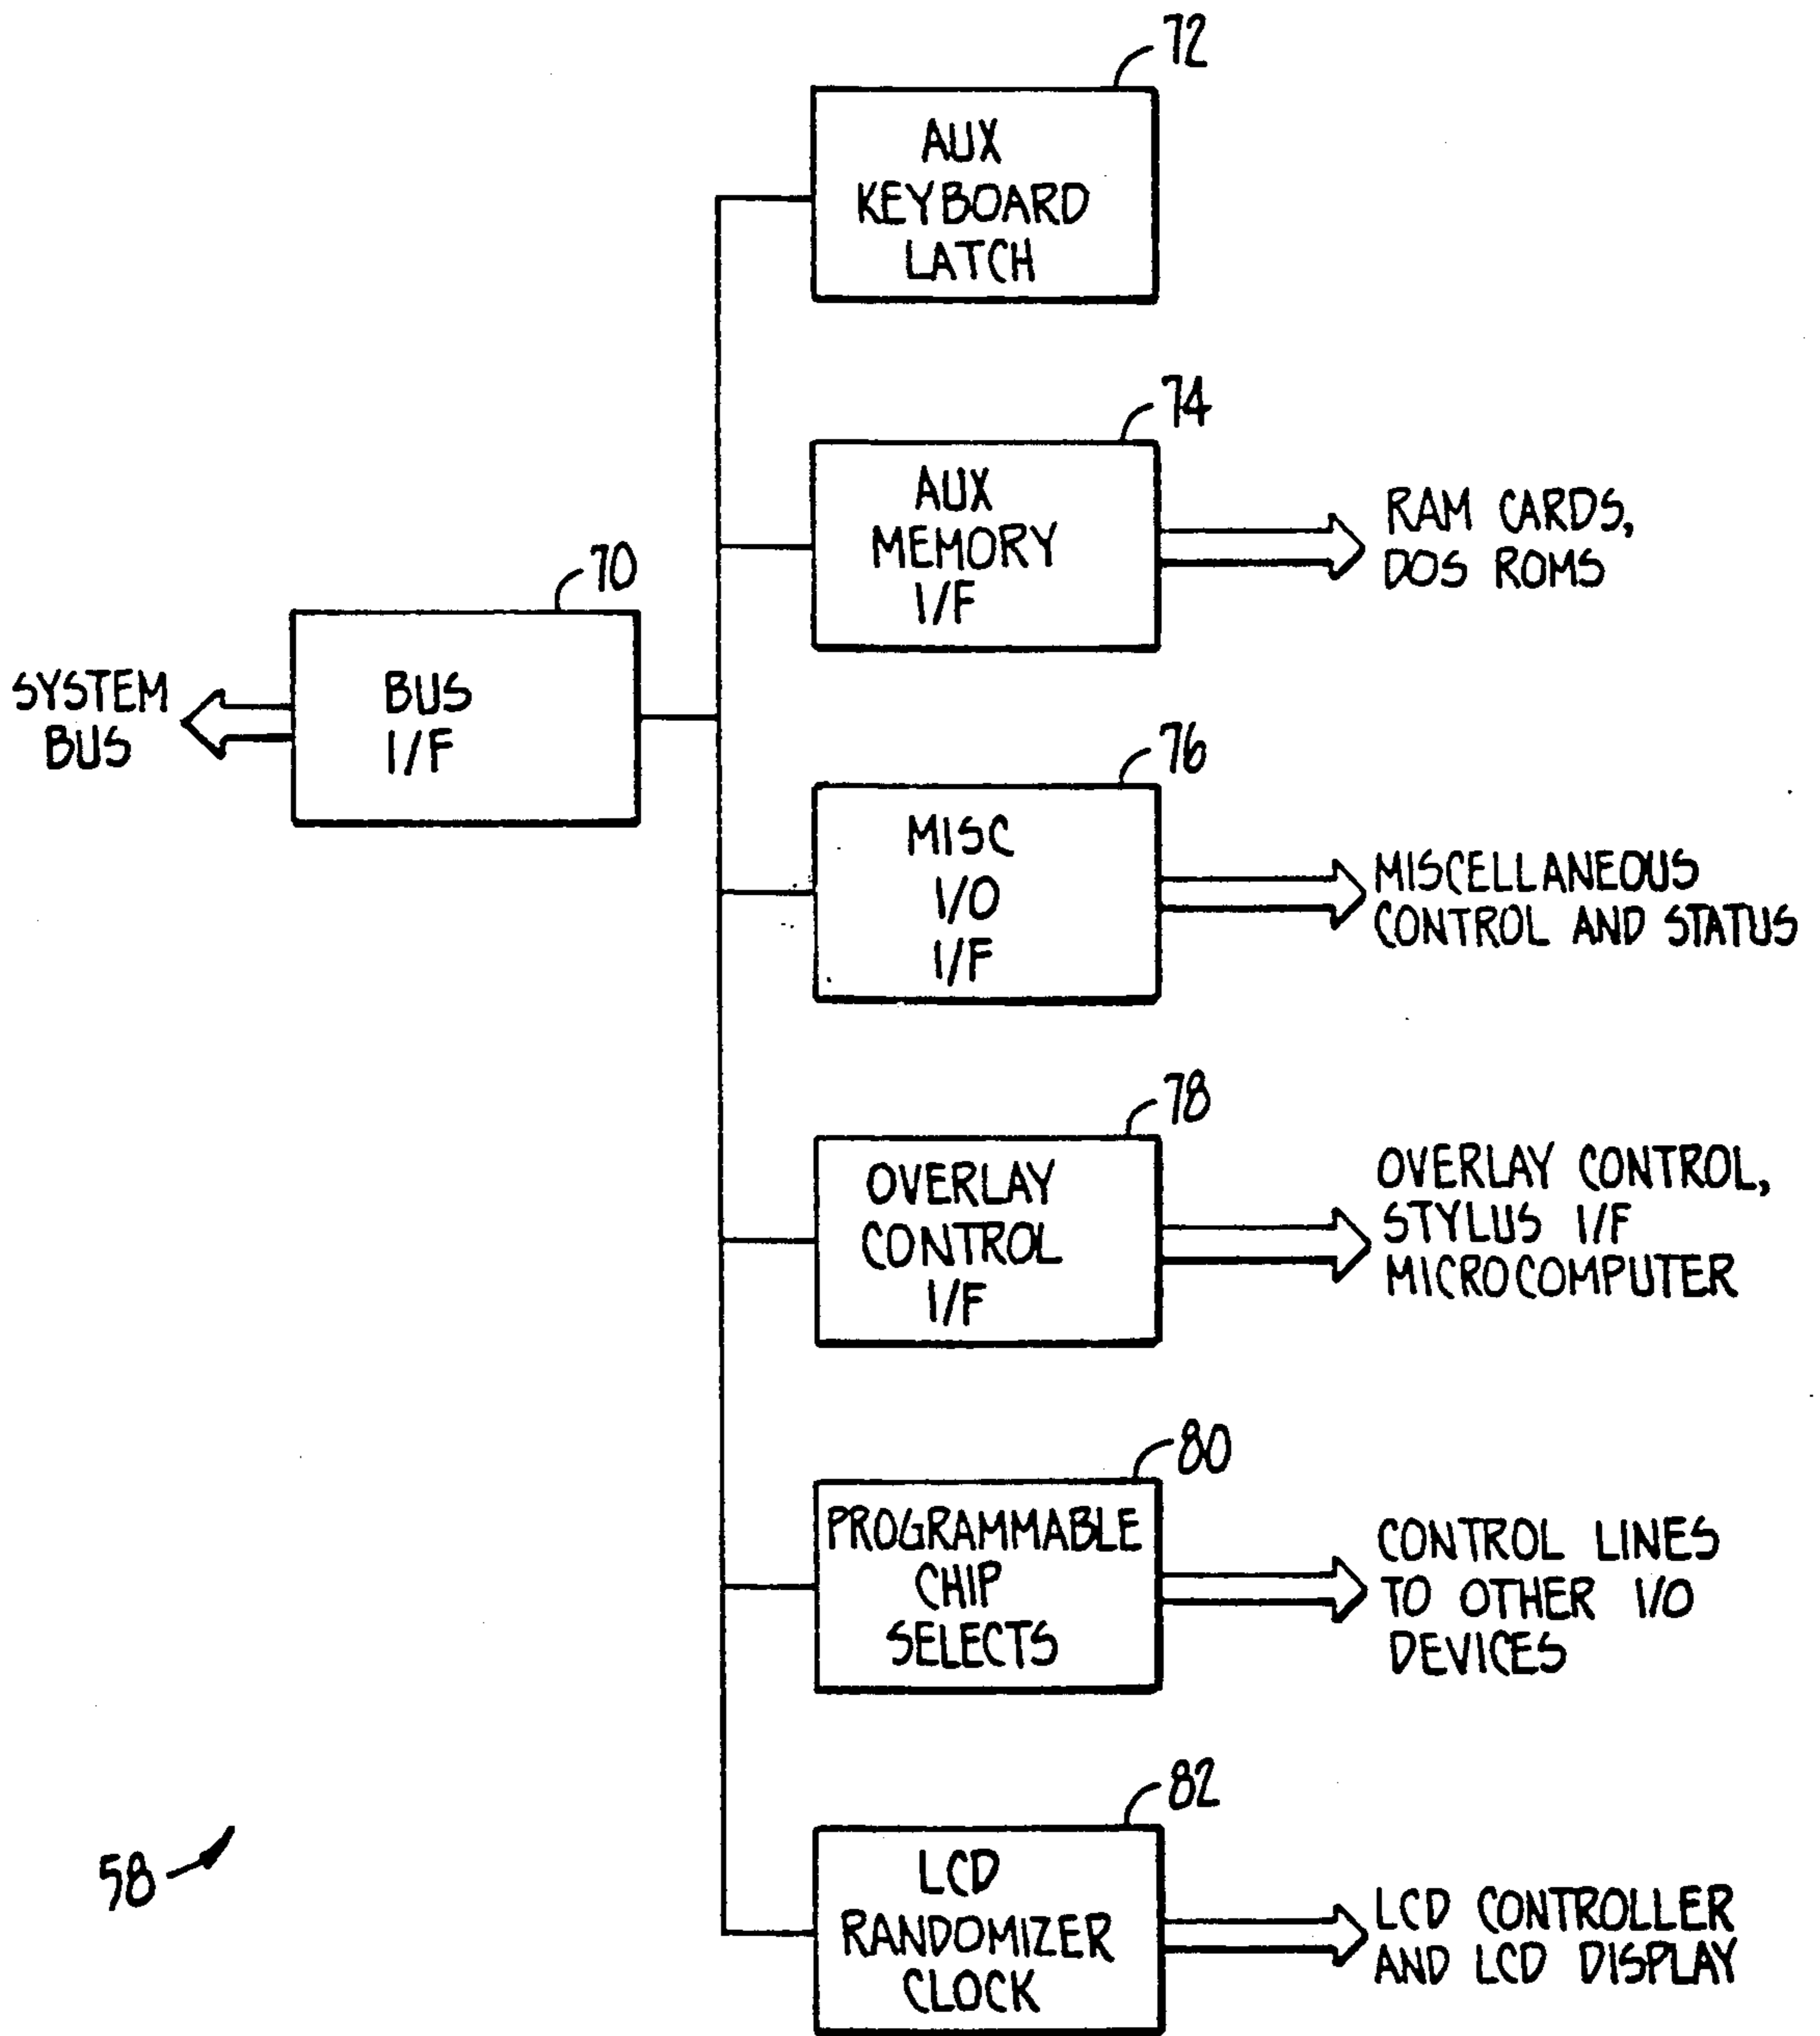 72
AUX
KEYBOARD
LATCH
74
AUX
MEMORY
I/F
RAM CARDS,
DOS ROMS
70
BUS
I/F
SYSTEM
BUS
76
MISC
I/O
I/F
MISCELLANEOUS
CONTROL AND STATUS
78
OVERLAY
CONTROL
I/F
OVERLAY CONTROL,
STYLUS I/F
MICROCOMPUTER
80
PROGRAMMABLE
CHIP
SELECTS
CONTROL LINES
TO OTHER I/O
DEVICES
82
LCD
RANDOMIZER
CLOCK
LCD CONTROLLER
AND LCD DISPLAY
58